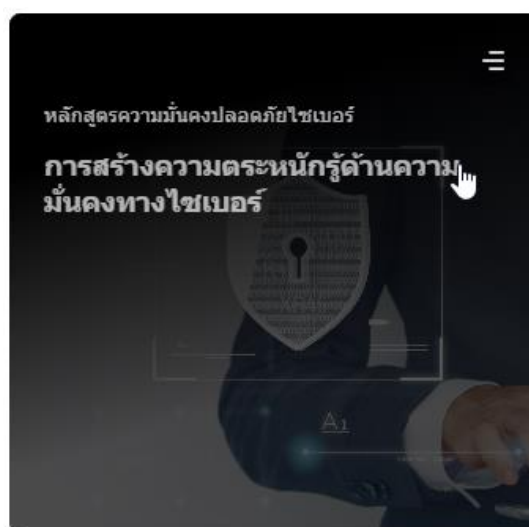 หลักสูตรความมั่นคงปลอดภัยไซเบอร์
การสร้างความตระหนักรู้ด้านความ
มั่นคงทางไซเบอร์
A1